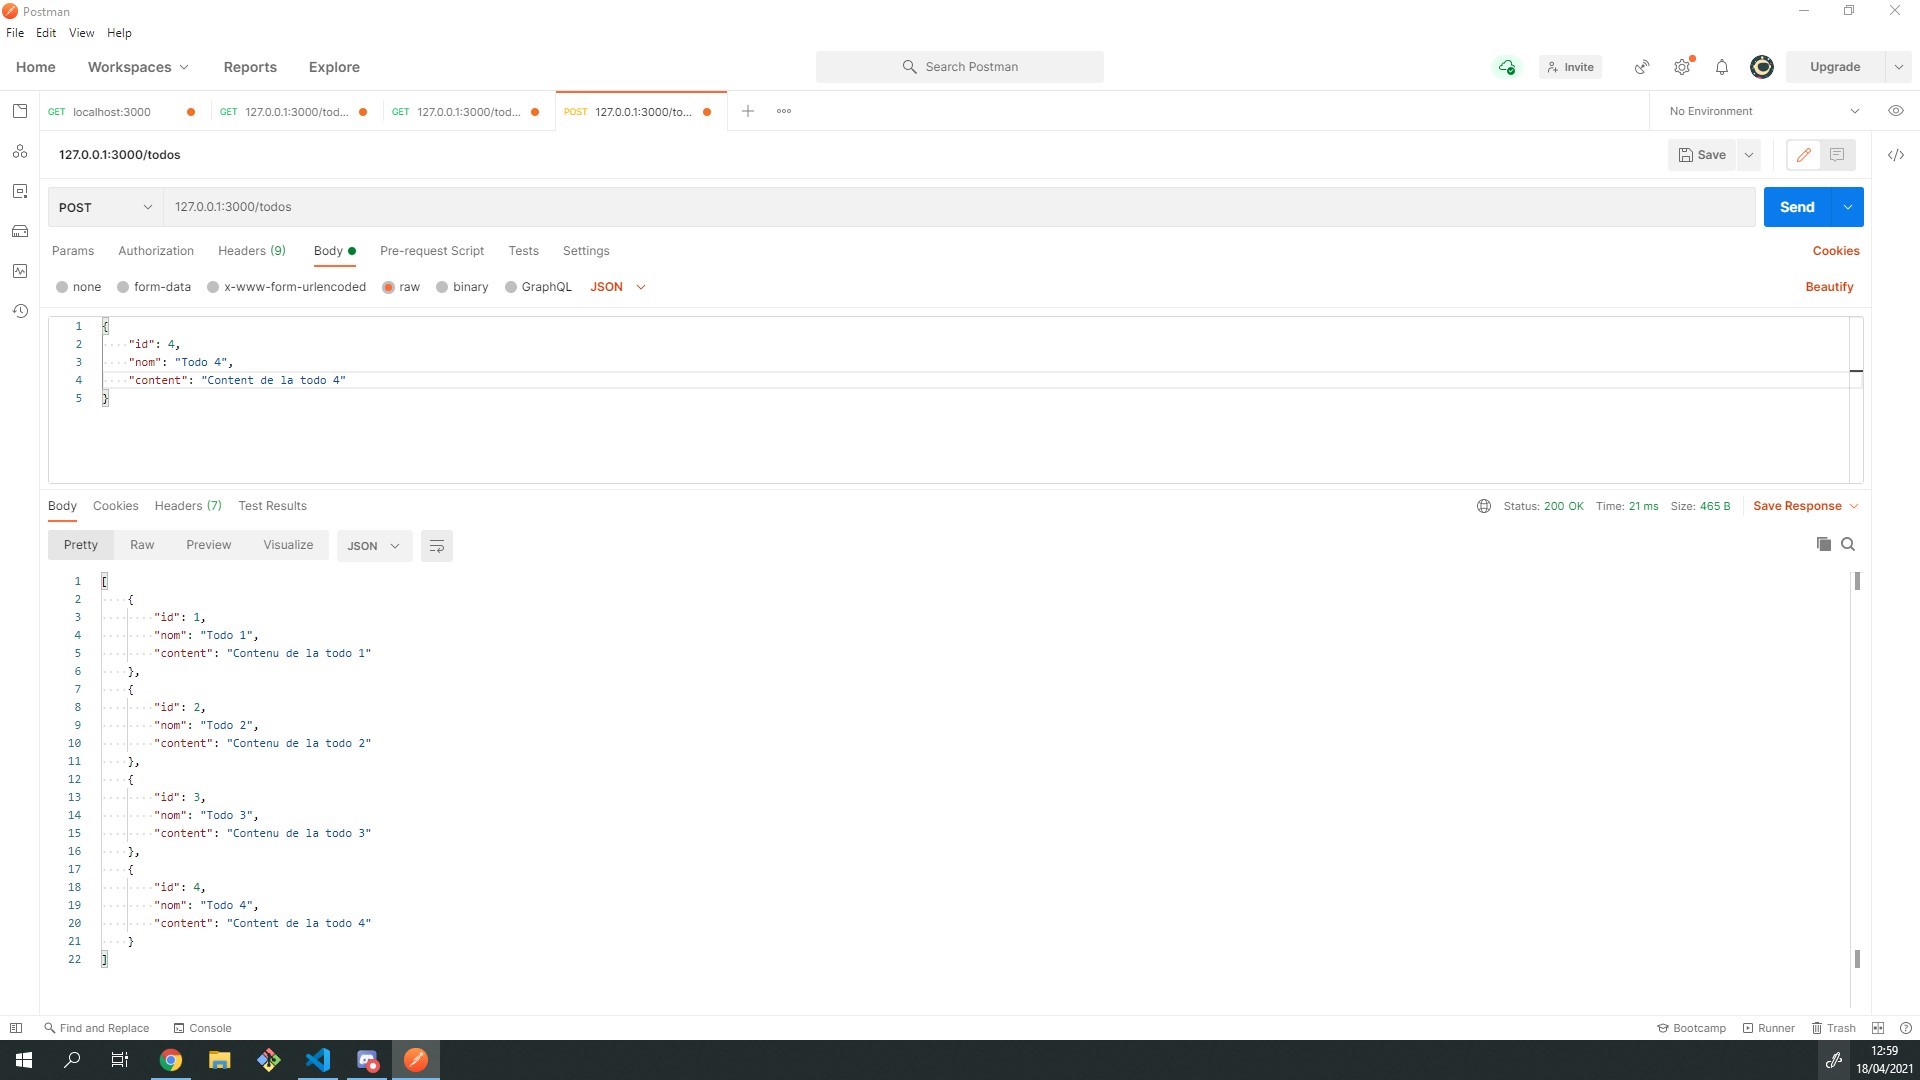 Postman
File Edit View Help
Home Workspaces Reports Explore Search Postman Invite Upgrade
GET localhost:3000 GET 127.0.0.1:3000/tod... GET 127.0.0.1:3000/tod... POST 127.0.0.1:3000/to... No Environment
127.0.0.1:3000/todos Save
POST 127.0.0.1:3000/todos Send
Params Authorization Headers (9) Body Pre-request Script Tests Settings Cookies
none form-data x-www-form-urlencoded raw binary GraphQL JSON Beautify
1 {
2 "id": 4,
3 "nom": "Todo 4",
4 "content": "Content de la todo 4"
5 }
Body Cookies Headers (7) Test Results Status: 200 OK Time: 21 ms Size: 465 B Save Response
Pretty Raw Preview Visualize JSON
1 [
2 {
3 "id": 1,
4 "nom": "Todo 1",
5 "content": "Contenu de la todo 1"
6 },
7 {
8 "id": 2,
9 "nom": "Todo 2",
10 "content": "Contenu de la todo 2"
11 },
12 {
13 "id": 3,
14 "nom": "Todo 3",
15 "content": "Contenu de la todo 3"
16 },
17 {
18 "id": 4,
19 "nom": "Todo 4",
20 "content": "Content de la todo 4"
21 }
22 ]
Find and Replace Console Bootcamp Runner Trash
12:59
18/04/2021